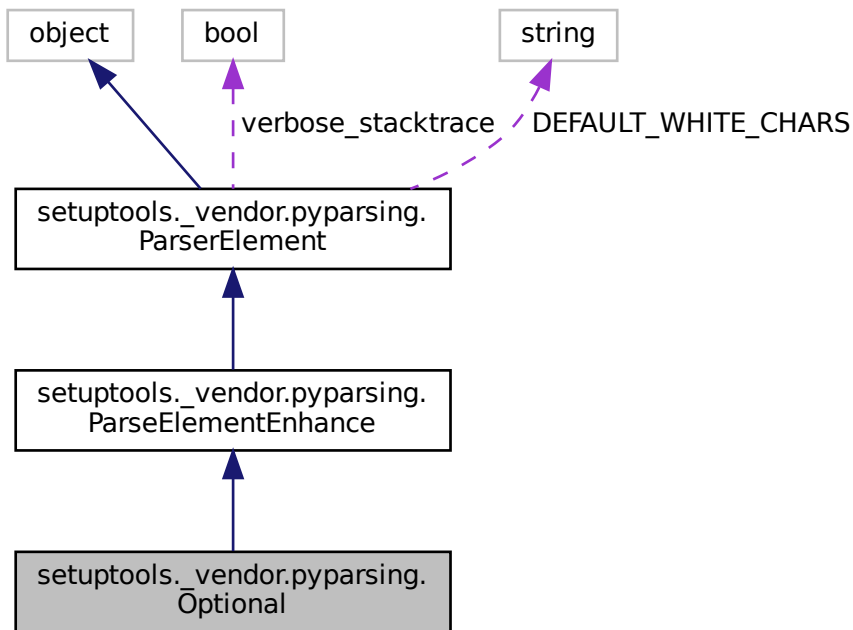 object
bool
string
verbose_stacktrace
DEFAULT_WHITE_CHARS
setuptools._vendor.pyparsing.
ParserElement
setuptools._vendor.pyparsing.
ParseElementEnhance
setuptools._vendor.pyparsing.
Optional